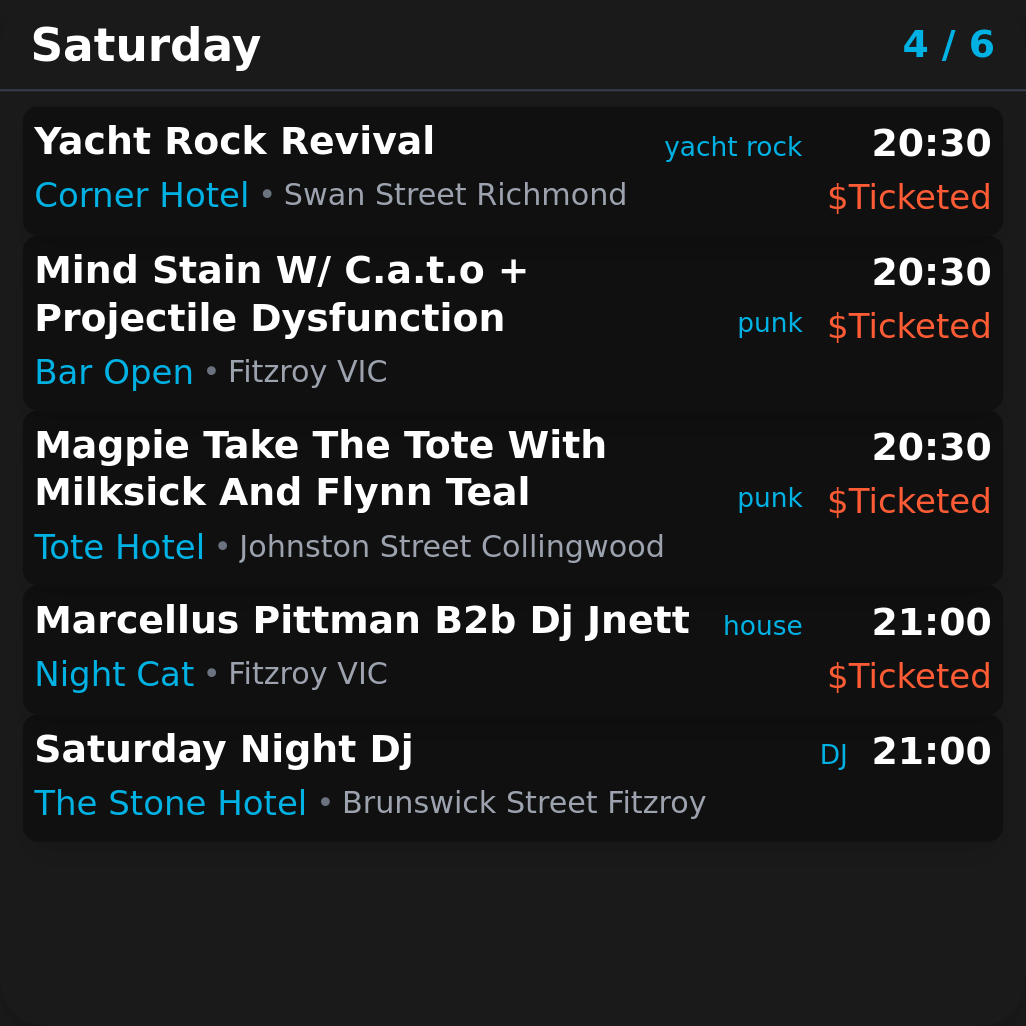 Saturday 4 / 6
Yacht Rock Revival yacht rock 20:30
Corner Hotel • Swan Street Richmond $Ticketed
Mind Stain W/ C.a.t.o + 20:30
Projectile Dysfunction punk $Ticketed
Bar Open • Fitzroy VIC
Magpie Take The Tote With 20:30
Milksick And Flynn Teal punk $Ticketed
Tote Hotel • Johnston Street Collingwood
Marcellus Pittman B2b Dj Jnett house 21:00
Night Cat • Fitzroy VIC $Ticketed
Saturday Night Dj DJ 21:00
The Stone Hotel • Brunswick Street Fitzroy